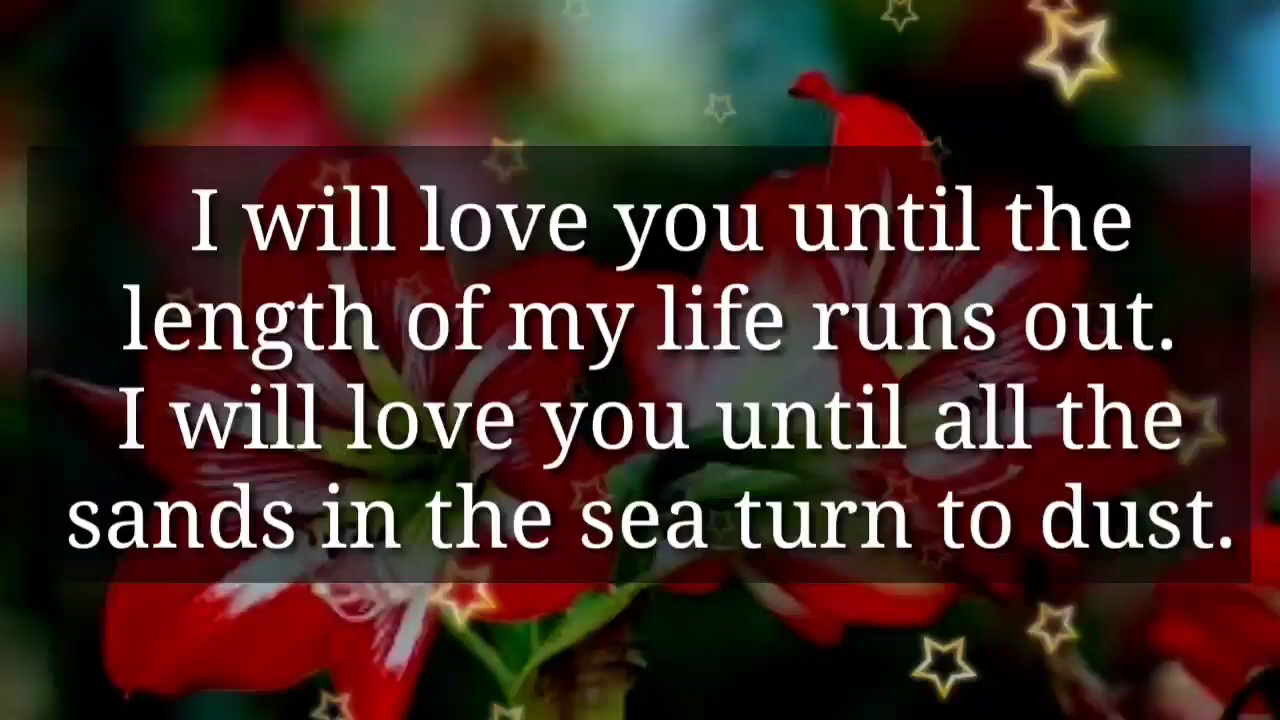 I will love you until the
length of my life runs out.
I will love you until all the
sands in the sea turn to dust.